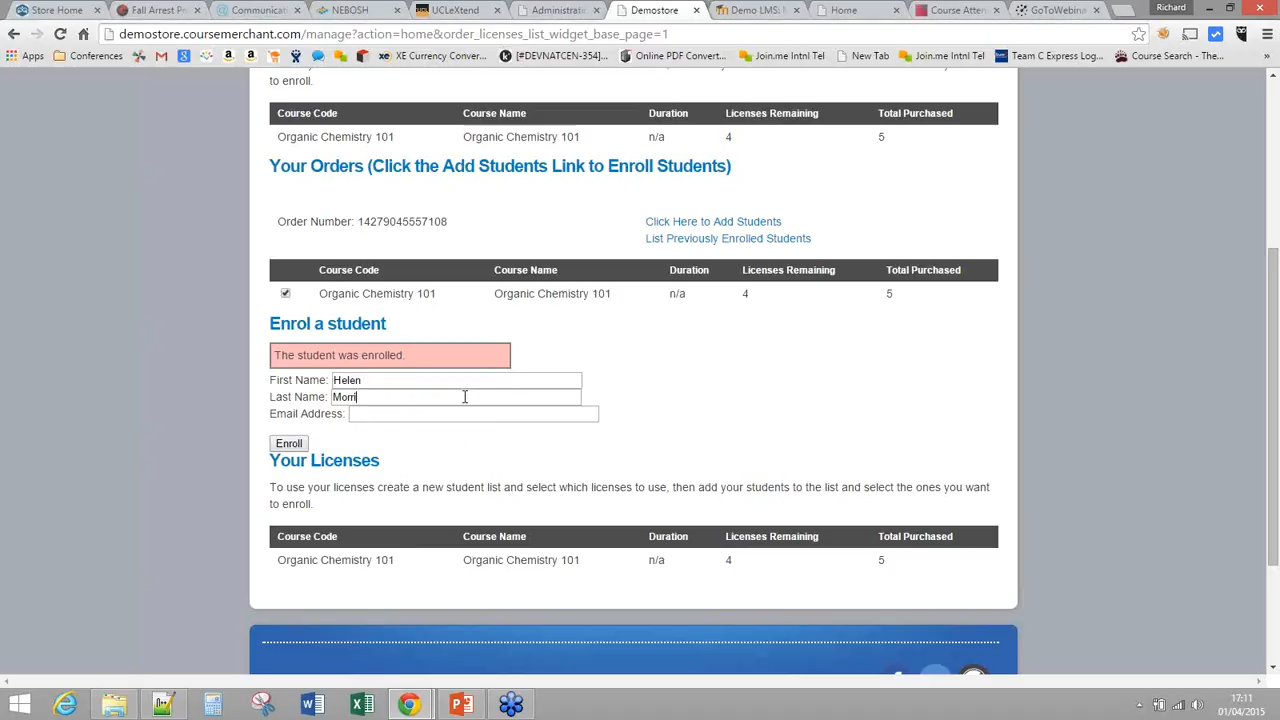 Store Home
Fall Arrest Pr
Communicati
NEBOSH
UCLeXtend
Administratio
Demostore
Demo LMS:
Home
Course Atten
GoToWebina
Richard
demostore.coursemerchant.com/manage?action=home&order_licenses_list_widget_base_page=1
Apps
Conferences
XE Currency Conver...
[#DEVNATCEN-354]...
Online PDF Convert...
Join.me Intnl Tel
New Tab
Join.me Intnl Tel
Team C Express Log...
Course Search - The...
to enroll.
Course Code Course Name Duration Licenses Remaining Total Purchased
Organic Chemistry 101 Organic Chemistry 101 n/a 4 5
Your Orders (Click the Add Students Link to Enroll Students)
Order Number: 14279045557108 Click Here to Add Students
List Previously Enrolled Students
Course Code Course Name Duration Licenses Remaining Total Purchased
Organic Chemistry 101 Organic Chemistry 101 n/a 4 5
Enrol a student
The student was enrolled.
First Name: Helen
Last Name: Morri
Email Address:
Enroll
Your Licenses
To use your licenses create a new student list and select which licenses to use, then add your students to the list and select the ones you want
to enroll.
Course Code Course Name Duration Licenses Remaining Total Purchased
Organic Chemistry 101 Organic Chemistry 101 n/a 4 5
17:11
01/04/2015